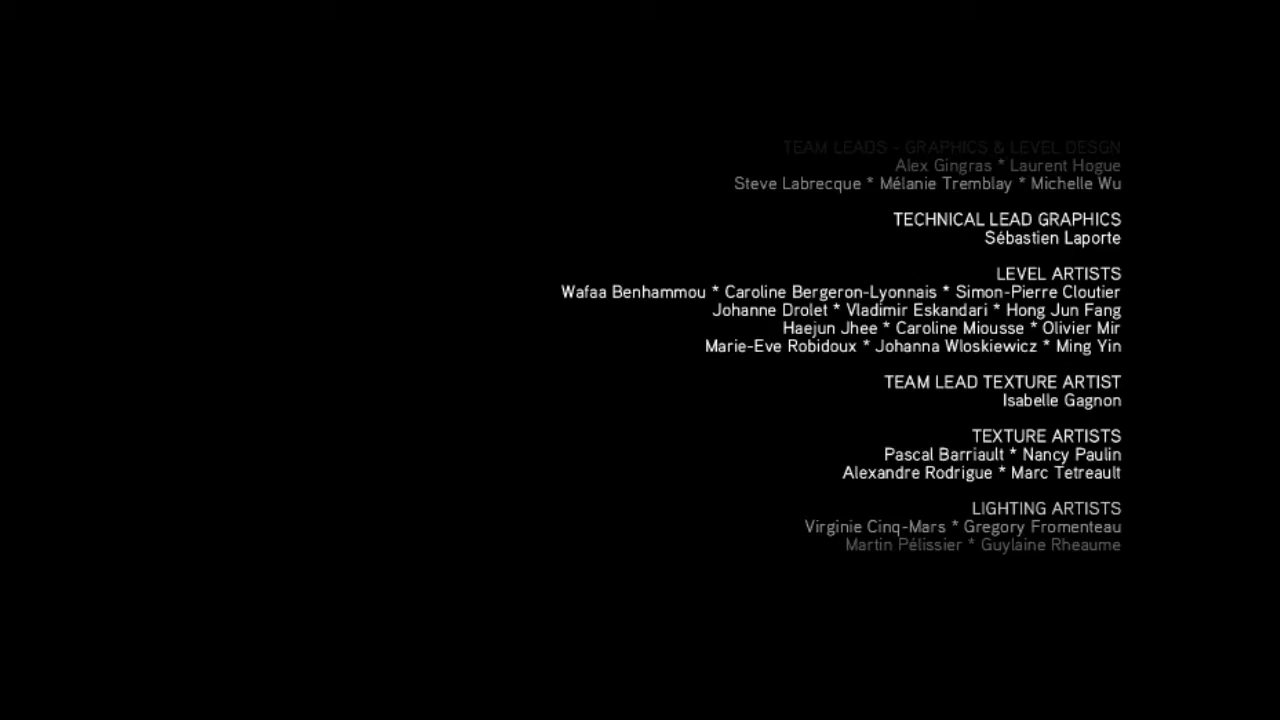 TEAM LEADS - GRAPHICS & LEVEL DESGN
Alex Gingras * Laurent Hogue
Steve Labrecque * Mélanie Tremblay * Michelle Wu
TECHNICAL LEAD GRAPHICS
Sébastien Laporte
LEVEL ARTISTS
Wafaa Benhammou * Caroline Bergeron-Lyonnais * Simon-Pierre Cloutier
Johanne Drolet * Vladimir Eskandari * Hong Jun Fang
Haejun Jhee * Caroline Miousse * Olivier Mir
Marie-Eve Robidoux * Johanna Wloskiewicz * Ming Yin
TEAM LEAD TEXTURE ARTIST
Isabelle Gagnon
TEXTURE ARTISTS
Pascal Barriault * Nancy Paulin
Alexandre Rodrigue * Marc Tetreault
LIGHTING ARTISTS
Virginie Cinq-Mars * Gregory Fromenteau
Martin Pélissier * Guylaine Rheaume